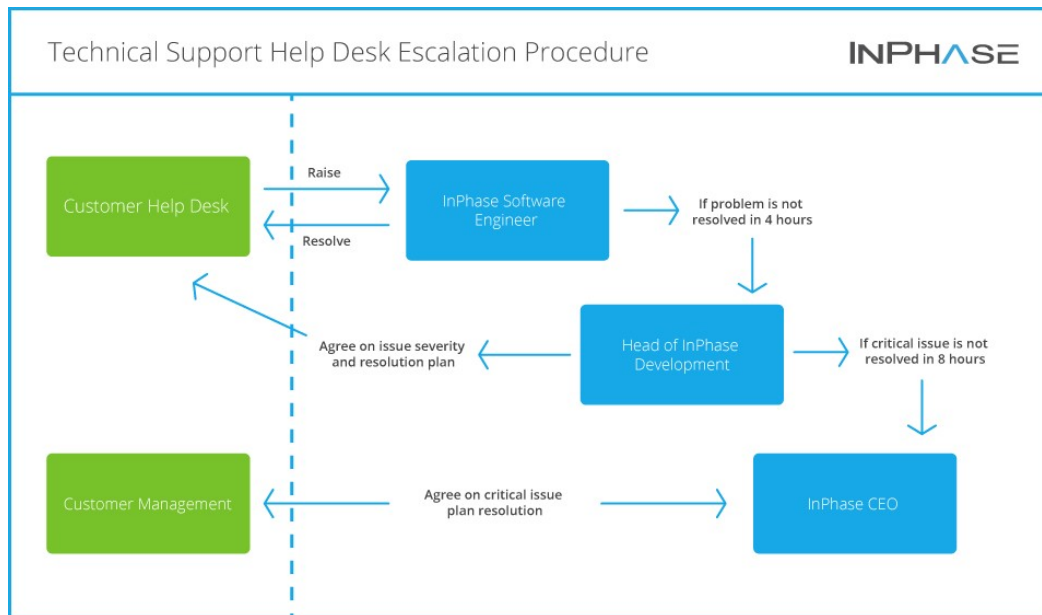 Technical Support Help Desk Escalation Procedure
INPHASE
Customer Help Desk
Raise
Resolve
InPhase Software
Engineer
If problem is not
resolved in 4 hours
Agree on issue severity
and resolution plan
Head of InPhase
Development
If critical issue is not
resolved in 8 hours
Customer Management
Agree on critical issue
plan resolution
InPhase CEO